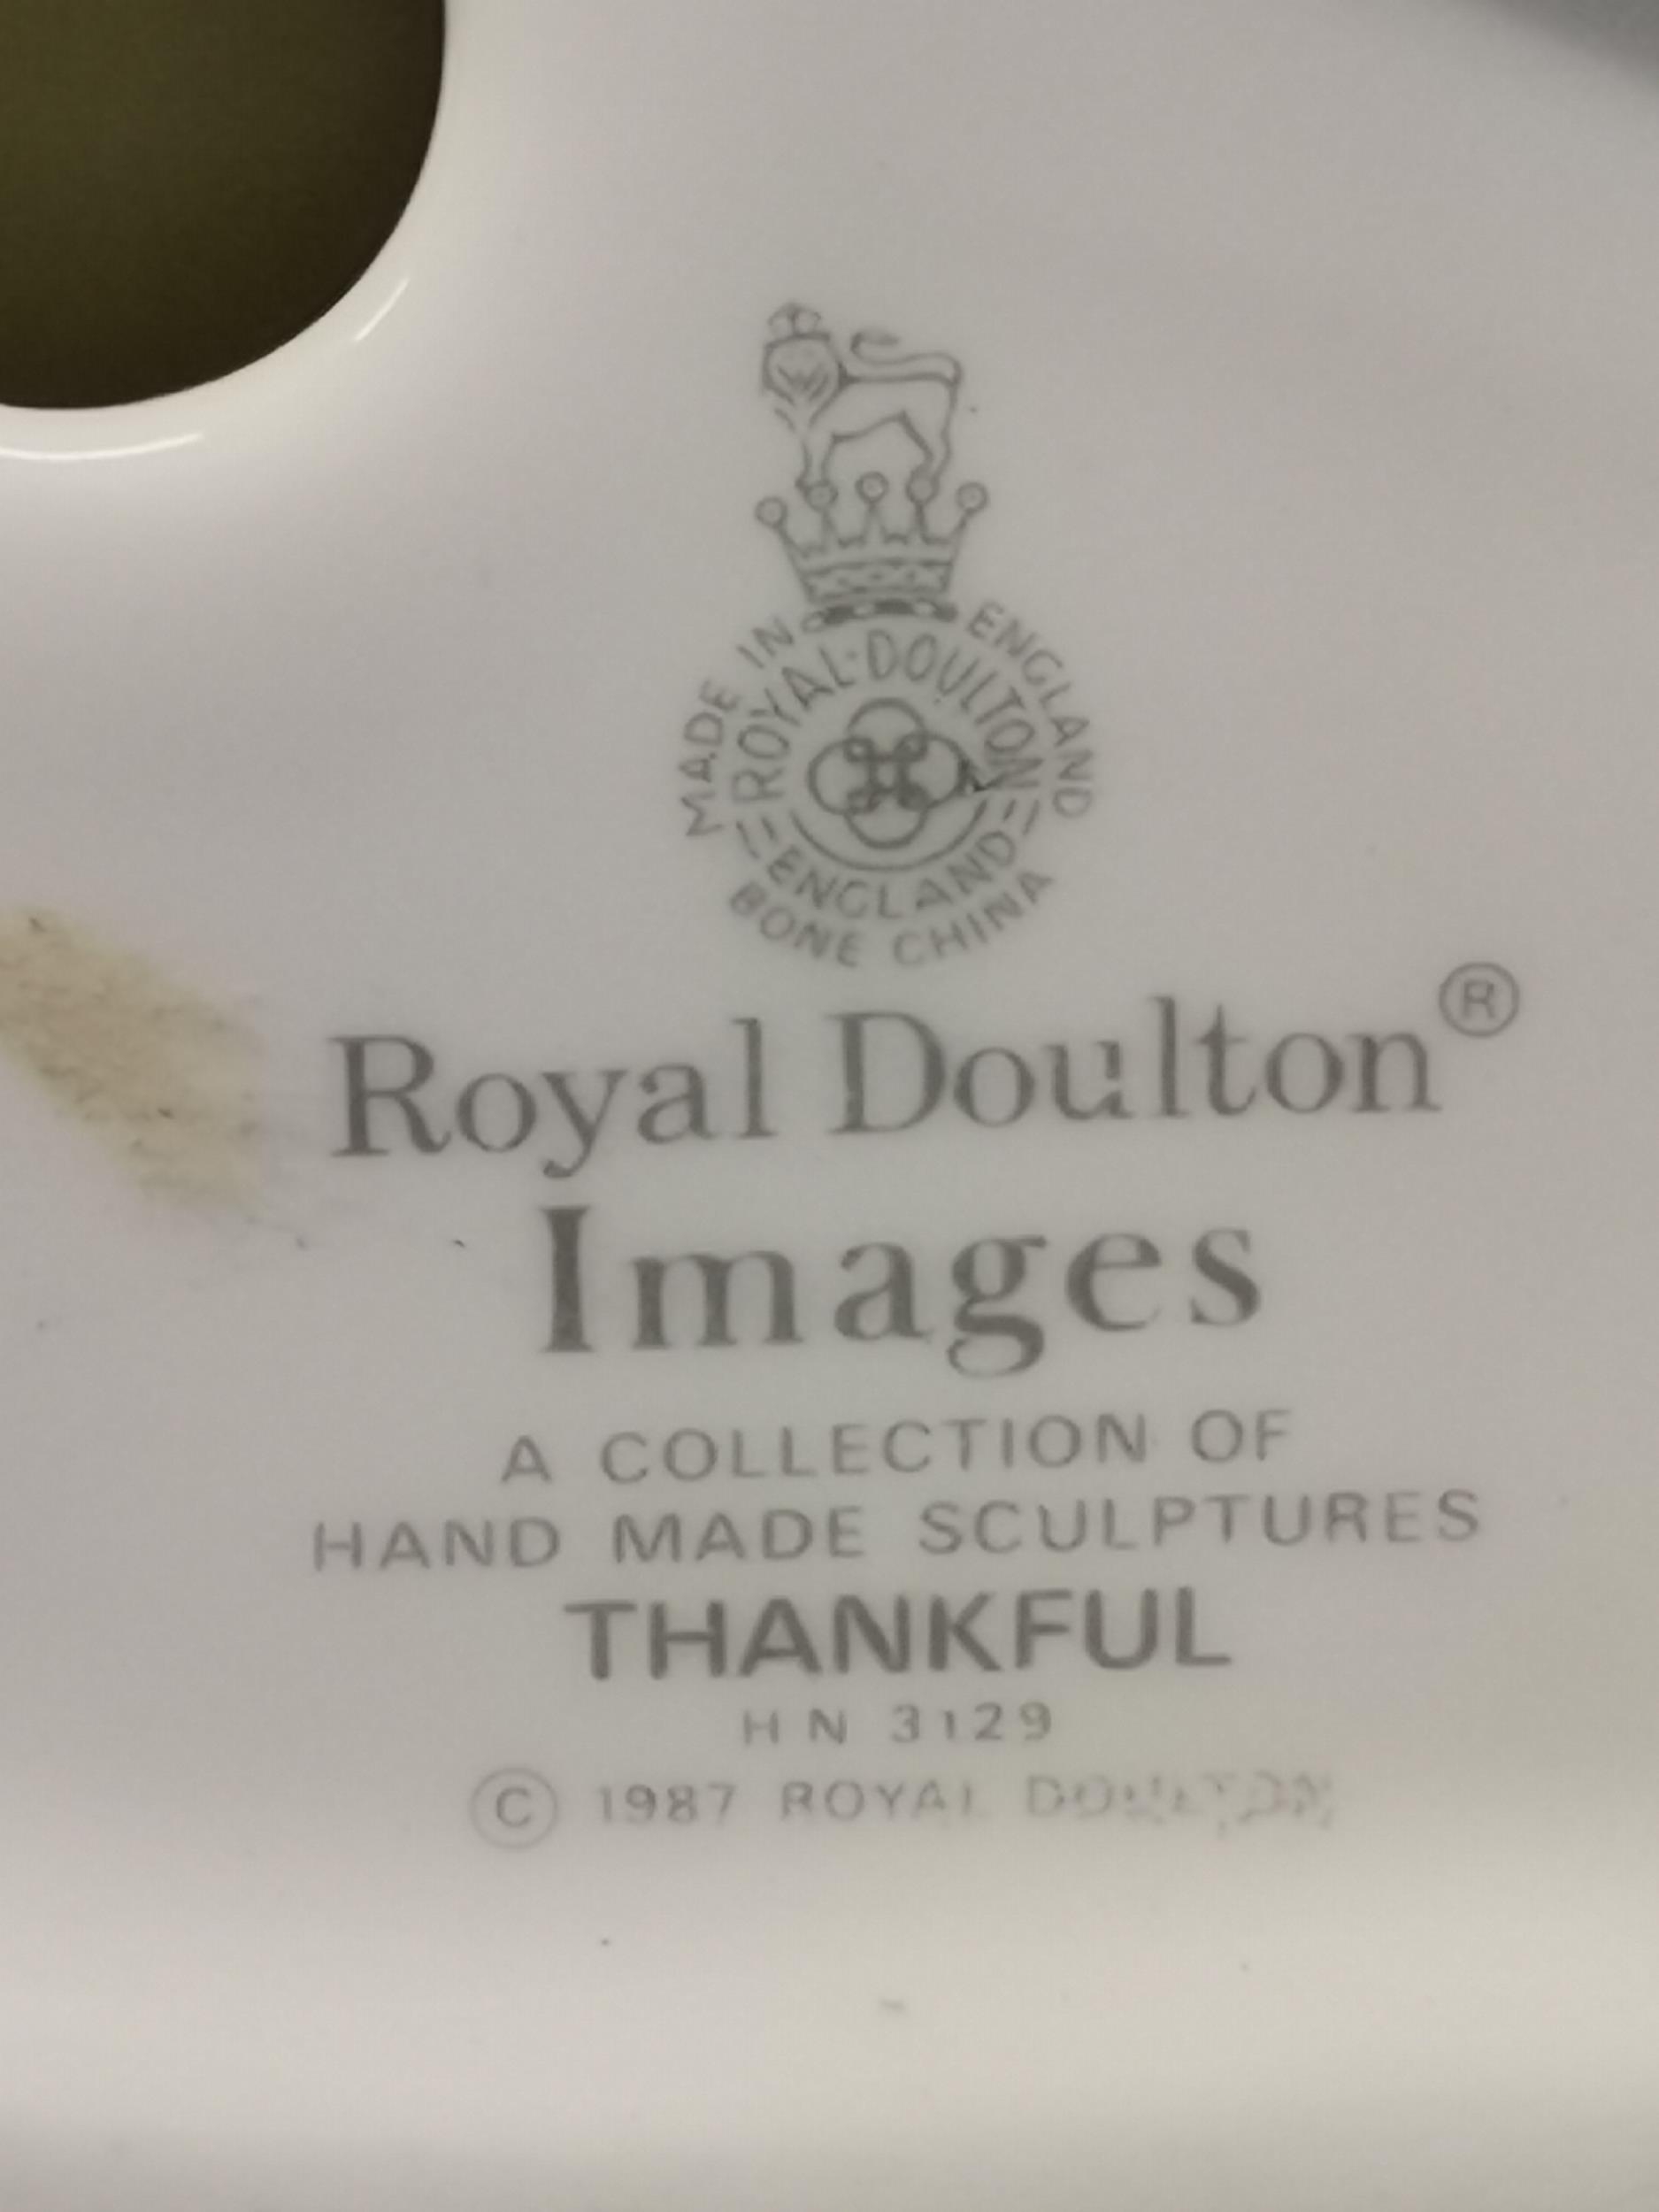 MADE IN ENGLAND
ROYAL·DOULTON
ENGLAND
BONE CHINA
Royal Doulton®
Images
A COLLECTION OF
HAND MADE SCULPTURES
THANKFUL
HN 3129
© 1987 ROYAL DOULTON